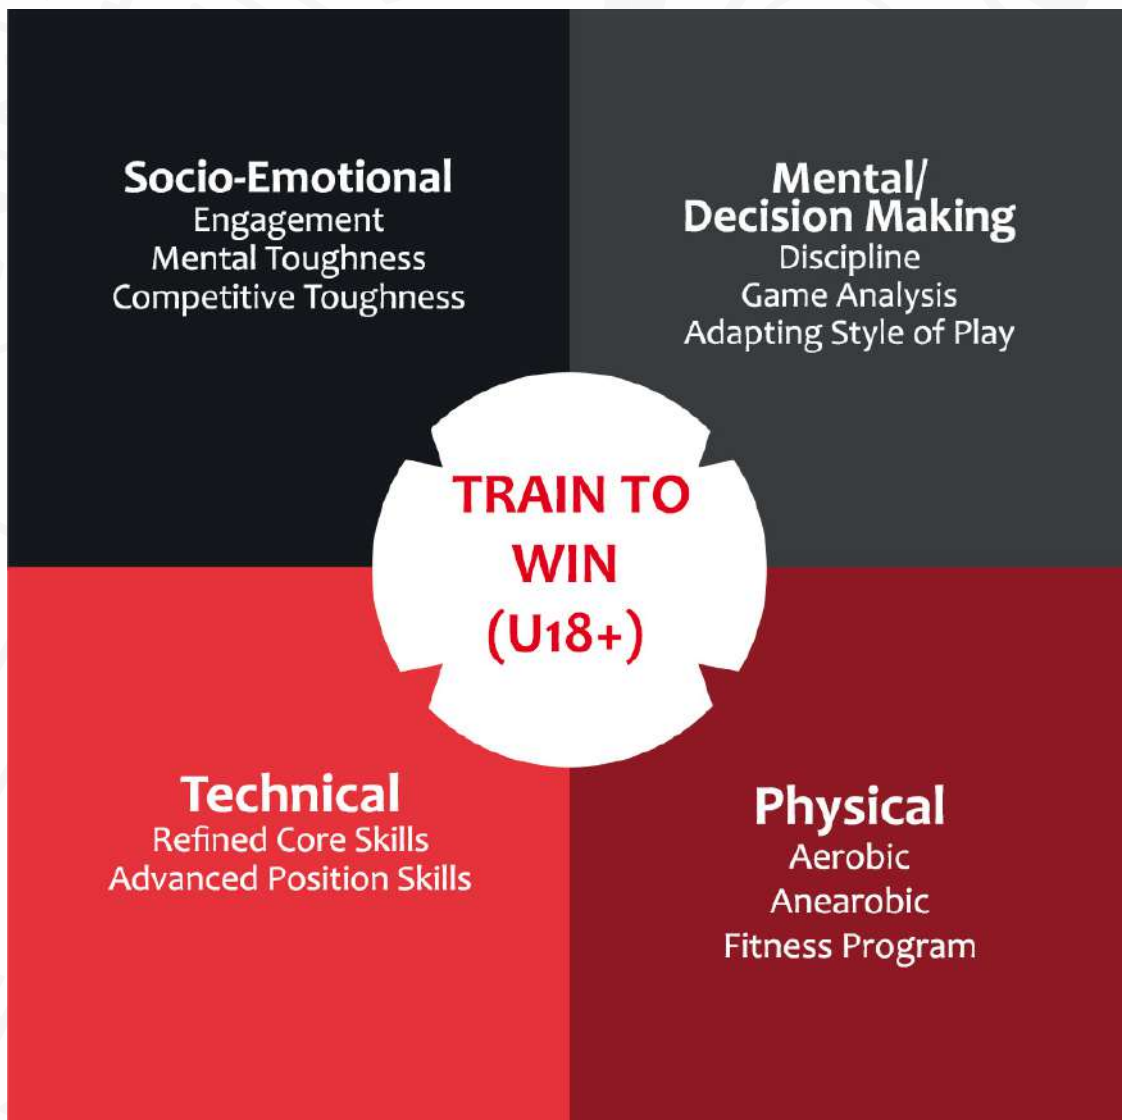 Socio-Emotional
Engagement
Mental Toughness
Competitive Toughness
Mental/
Decision Making
Discipline
Game Analysis
Adapting Style of Play
TRAIN TO
WIN
(U18+)
Technical
Refined Core Skills
Advanced Position Skills
Physical
Aerobic
Anearobic
Fitness Program